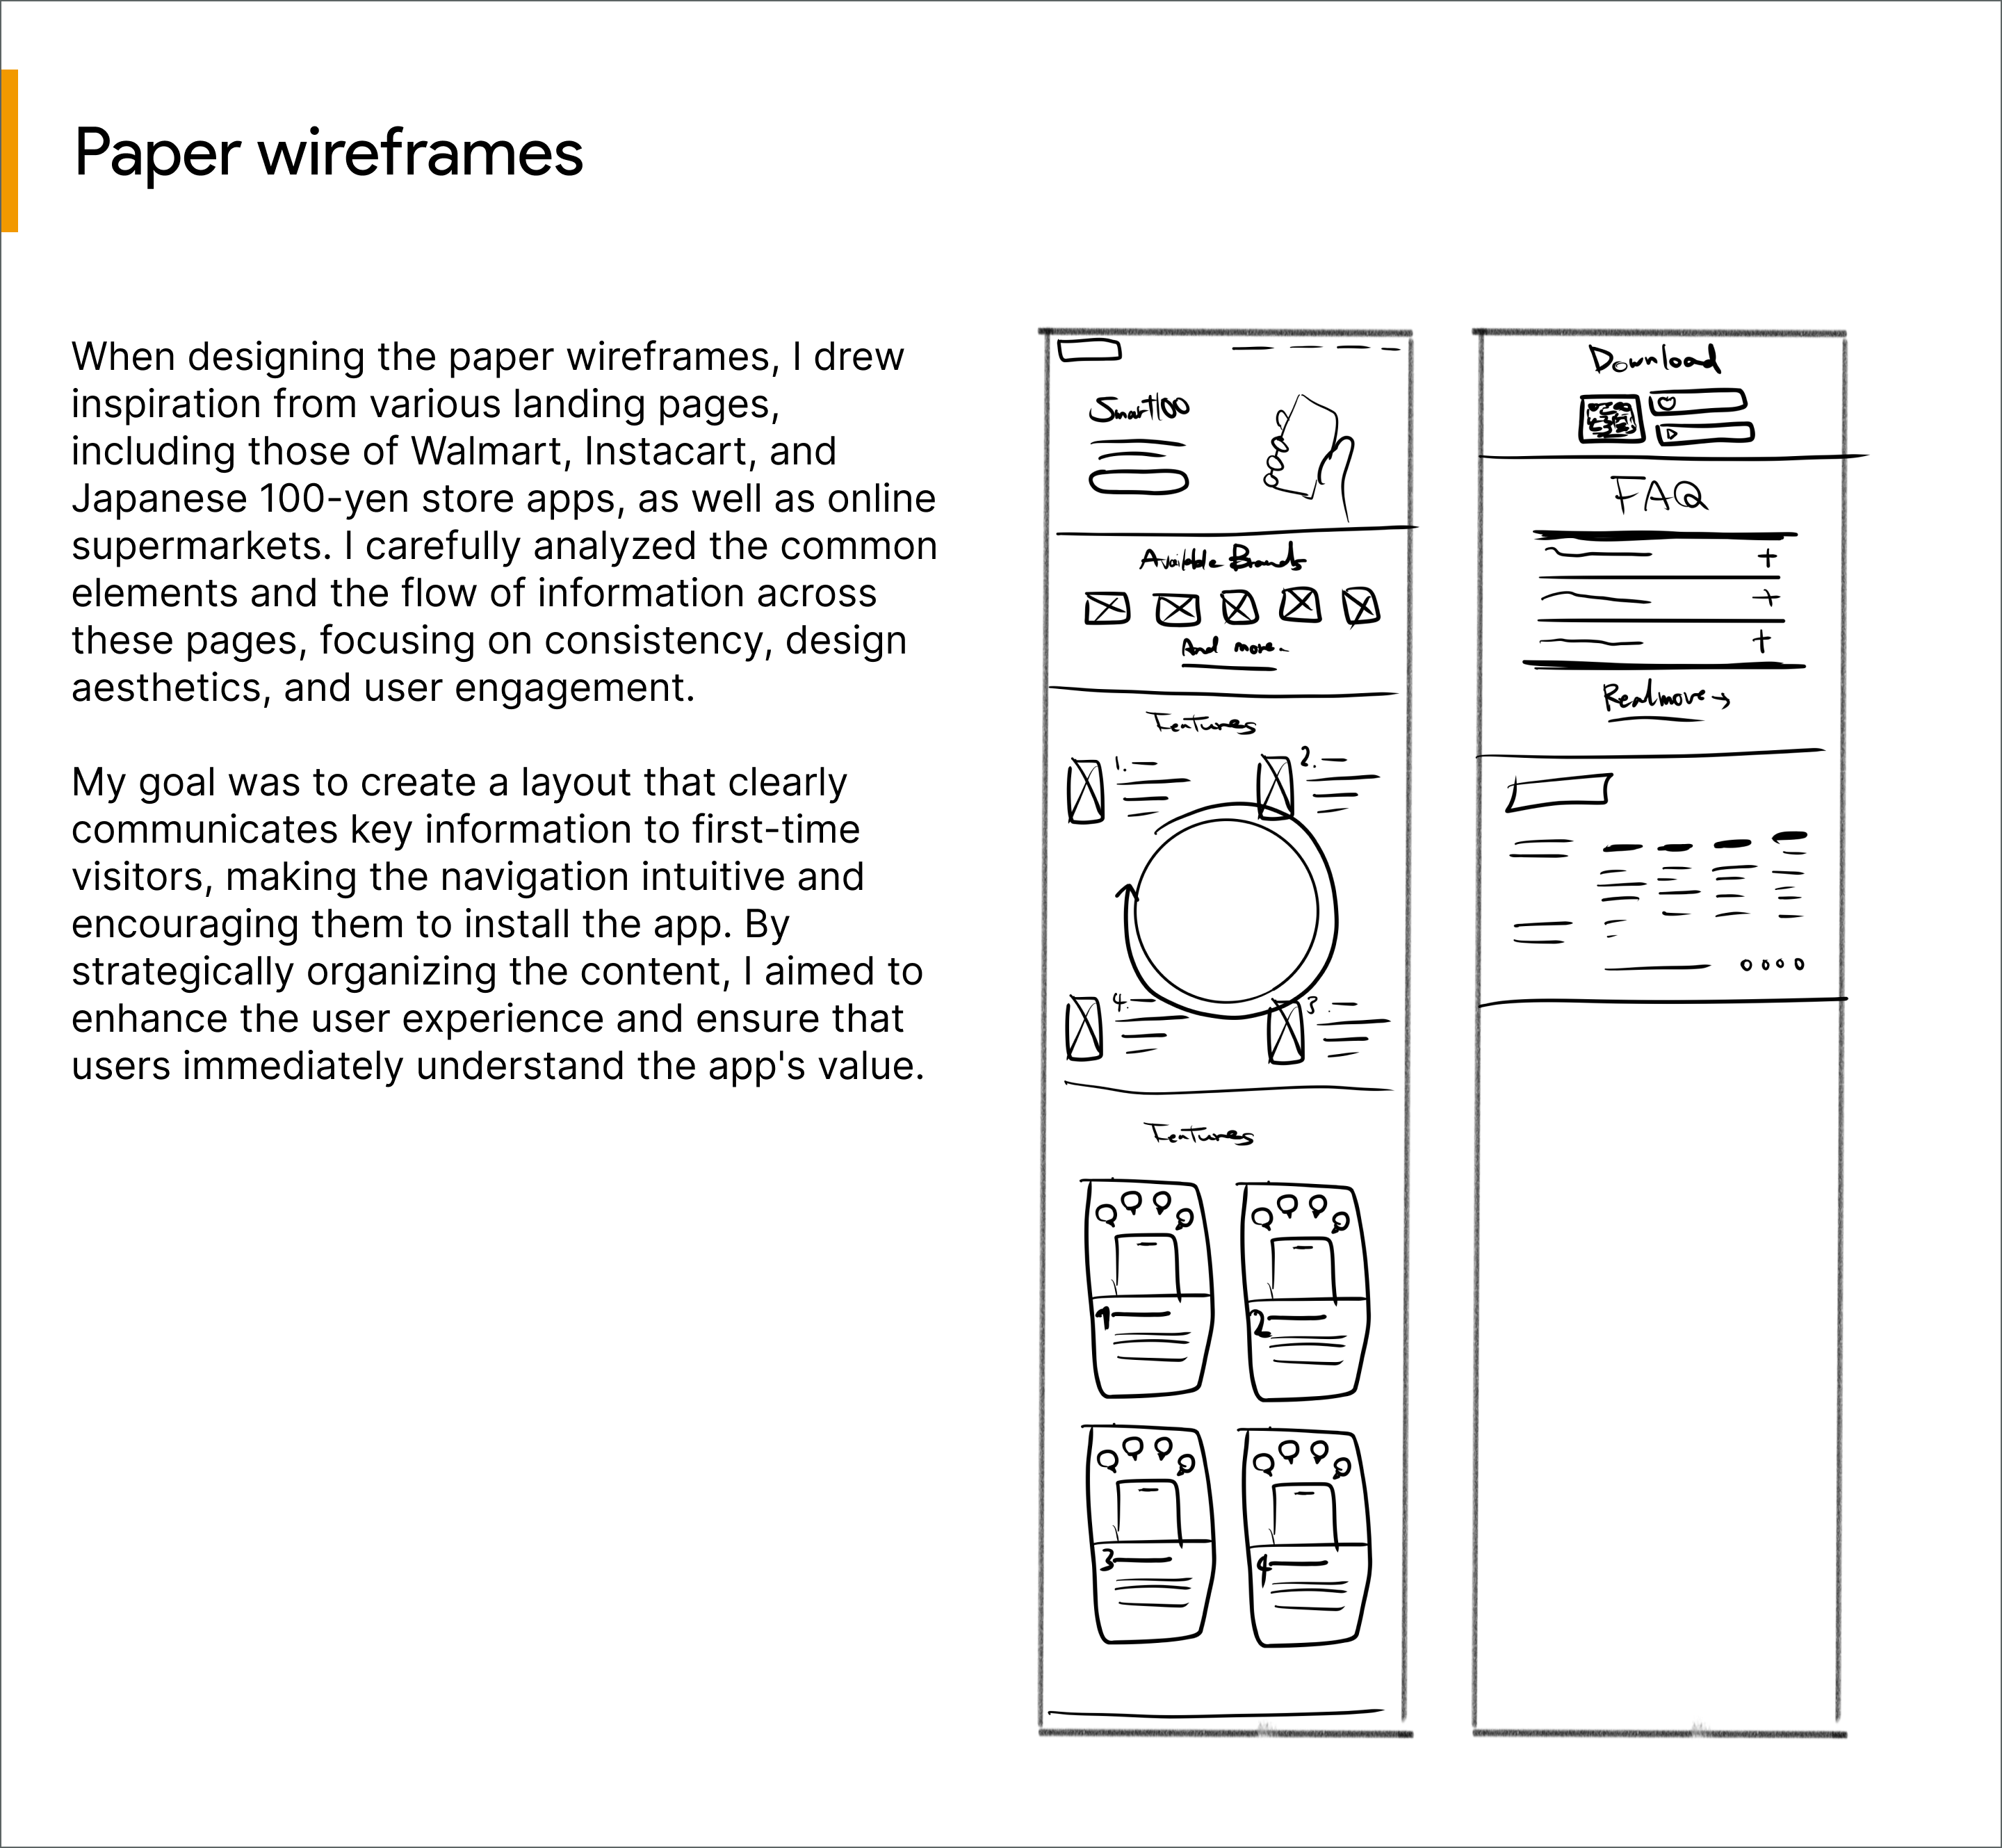 Paper wireframes
When designing the paper wireframes, I drew
inspiration from various landing pages,
including those of Walmart, Instacart, and
Japanese 100-yen store apps, as well as online
supermarkets. I carefully analyzed the common
elements and the flow of information across
these pages, focusing on consistency, design
aesthetics, and user engagement.
My goal was to create a layout that clearly
communicates key information to first-time
visitors, making the navigation intuitive and
encouraging them to install the app. By
strategically organizing the content, I aimed to
enhance the user experience and ensure that
users immediately understand the app's value.
Smart100
Available Brands
And more
Features
1.
2.
4.
3.
Features
1
2
3
4
Download
FAQ
+
+
+
Read more →